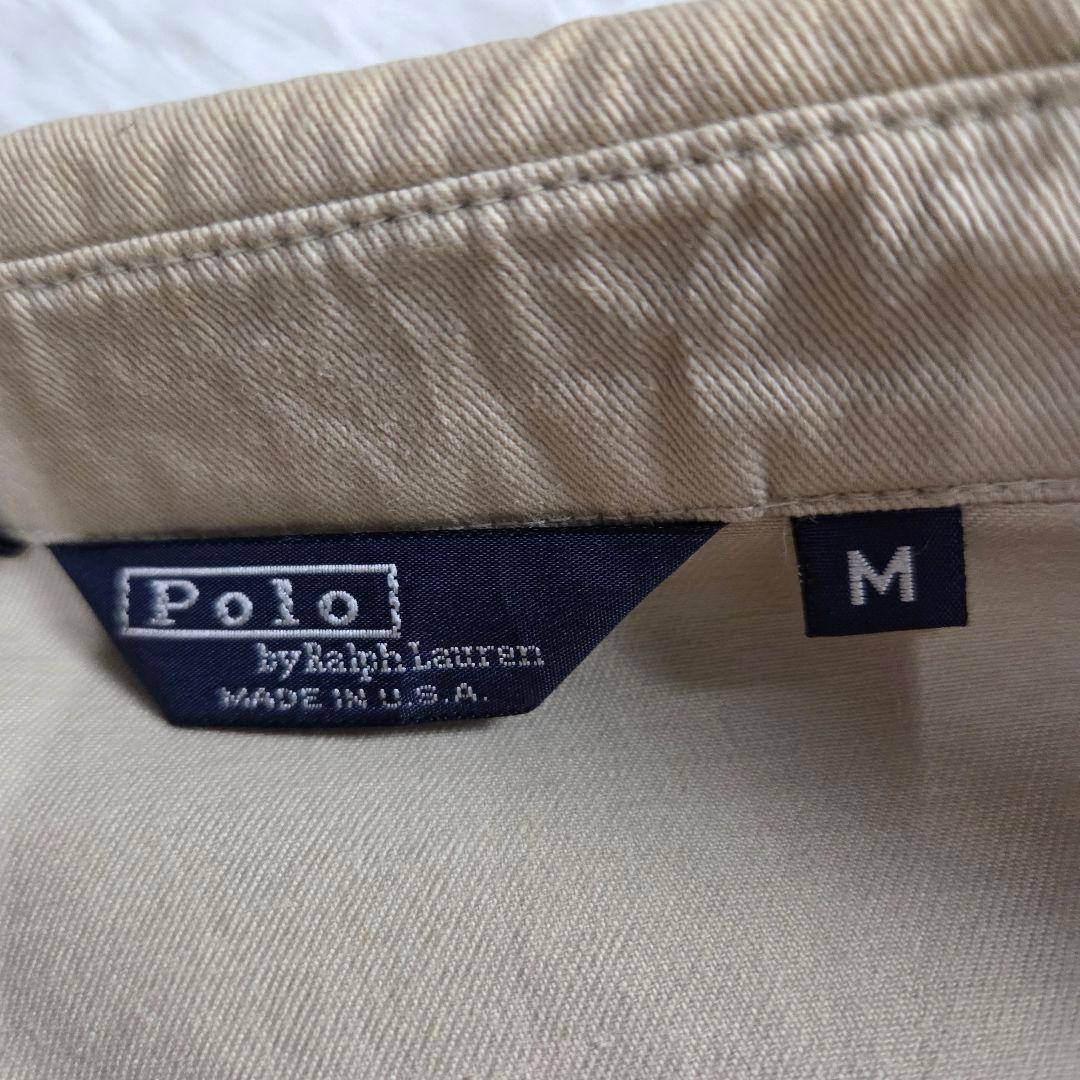 Polo
by Ralph Lauren
MADE IN U.S.A.
M